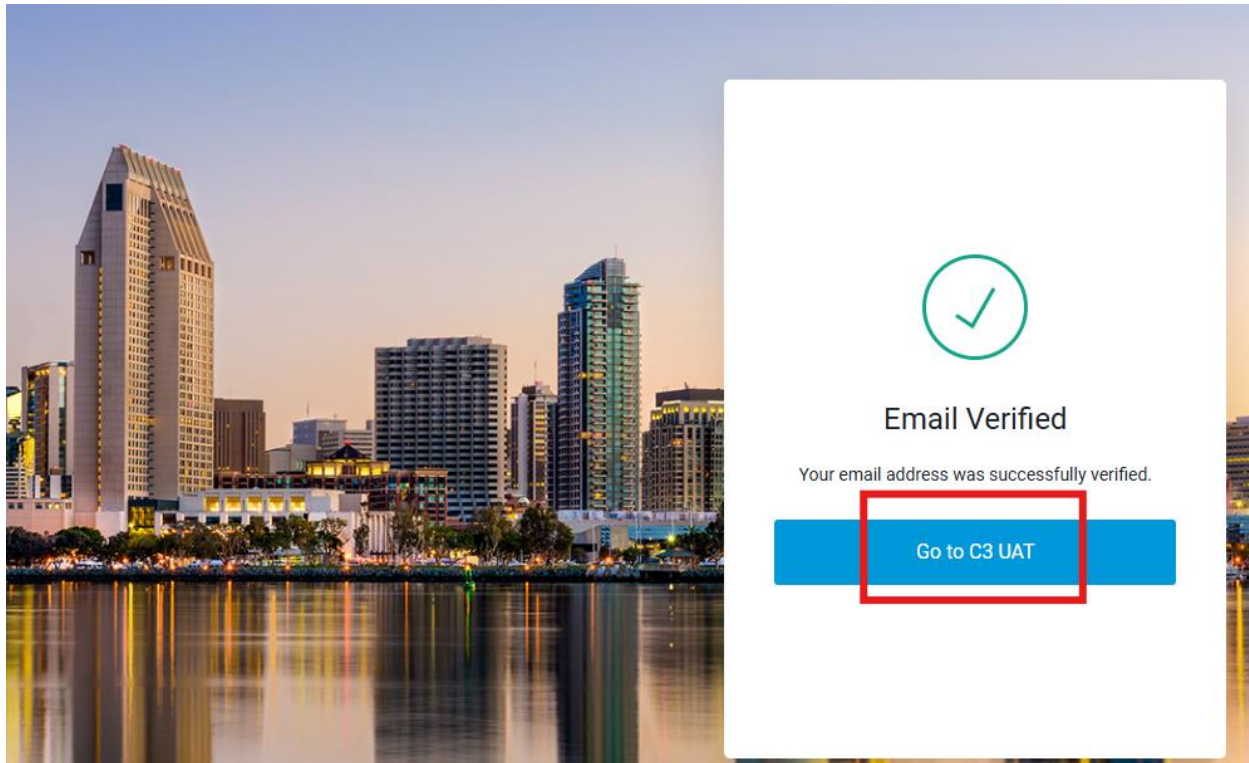 Email Verified
Your email address was successfully verified.
Go to C3 UAT